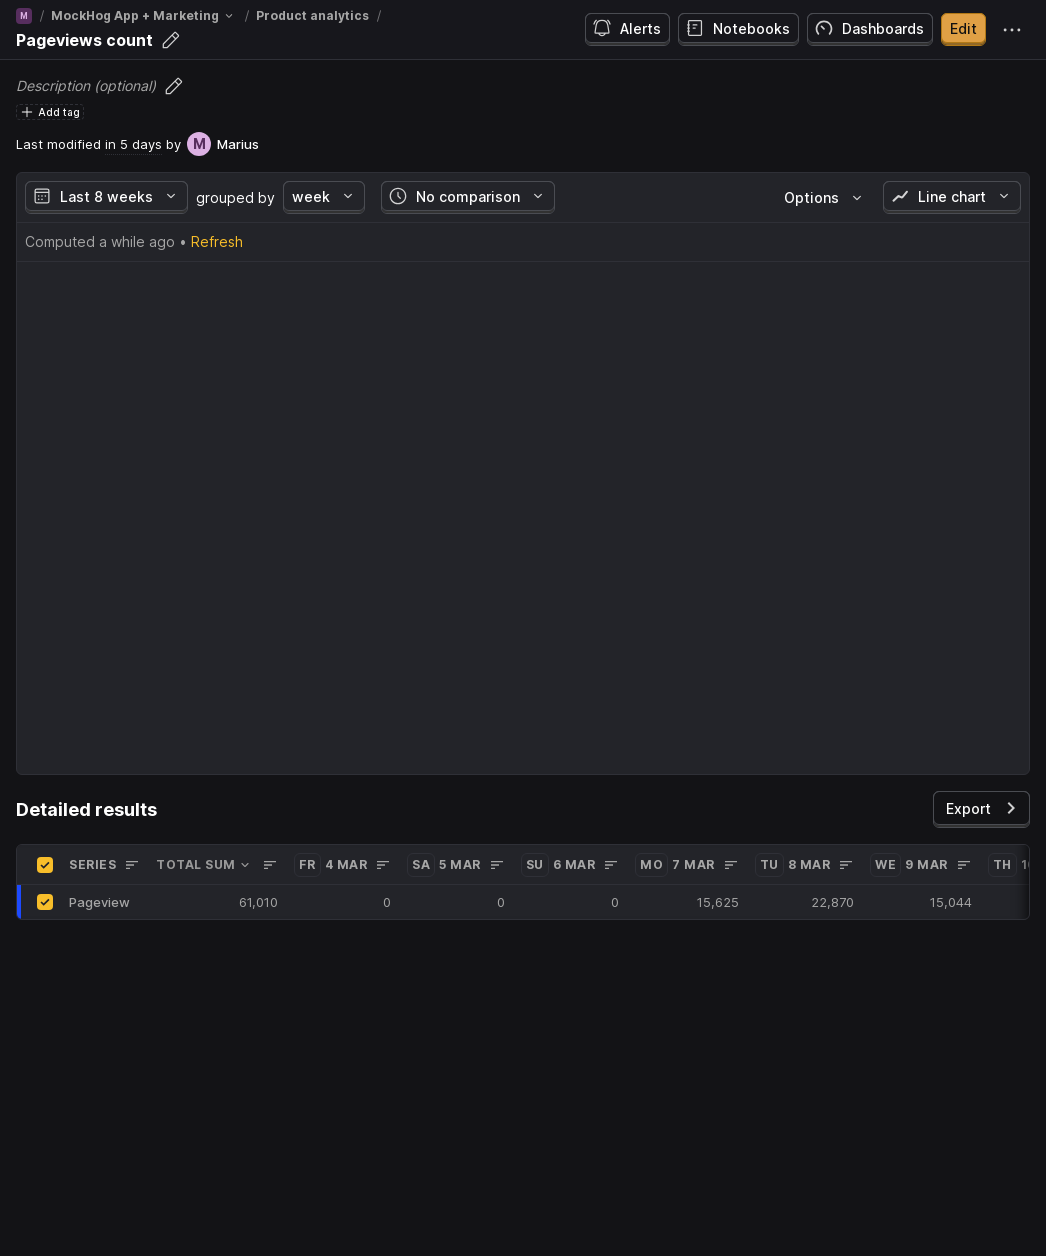 M / MockHog App + Marketing / Product analytics /
Pageviews count
Alerts Notebooks Dashboards Edit
Description (optional)
Add tag
Last modified in 5 days by M Marius
Last 8 weeks grouped by week No comparison Options Line chart
Computed a while ago • Refresh
Detailed results
Export
SERIES TOTAL SUM FR 4 MAR SA 5 MAR SU 6 MAR MO 7 MAR TU 8 MAR WE 9 MAR TH
Pageview 61,010 0 0 0 15,625 22,870 15,044